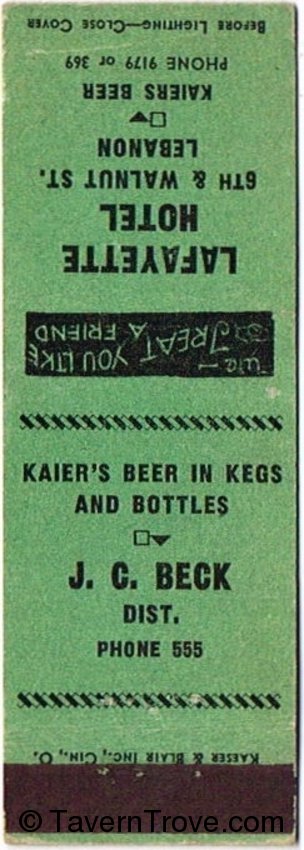 We — TREAT YOU LIKE
A FRIEND
LAFAYETTE
HOTEL
6TH & WALNUT ST.
LEBANON
KAIERS BEER
PHONE 9179 or 369
BEFORE LIGHTING—CLOSE COVER
KAIER'S BEER IN KEGS
AND BOTTLES
J. C. BECK
DIST.
PHONE 555
KAESER & BLAIR INC., CIN., O.
© TavernTrove.com